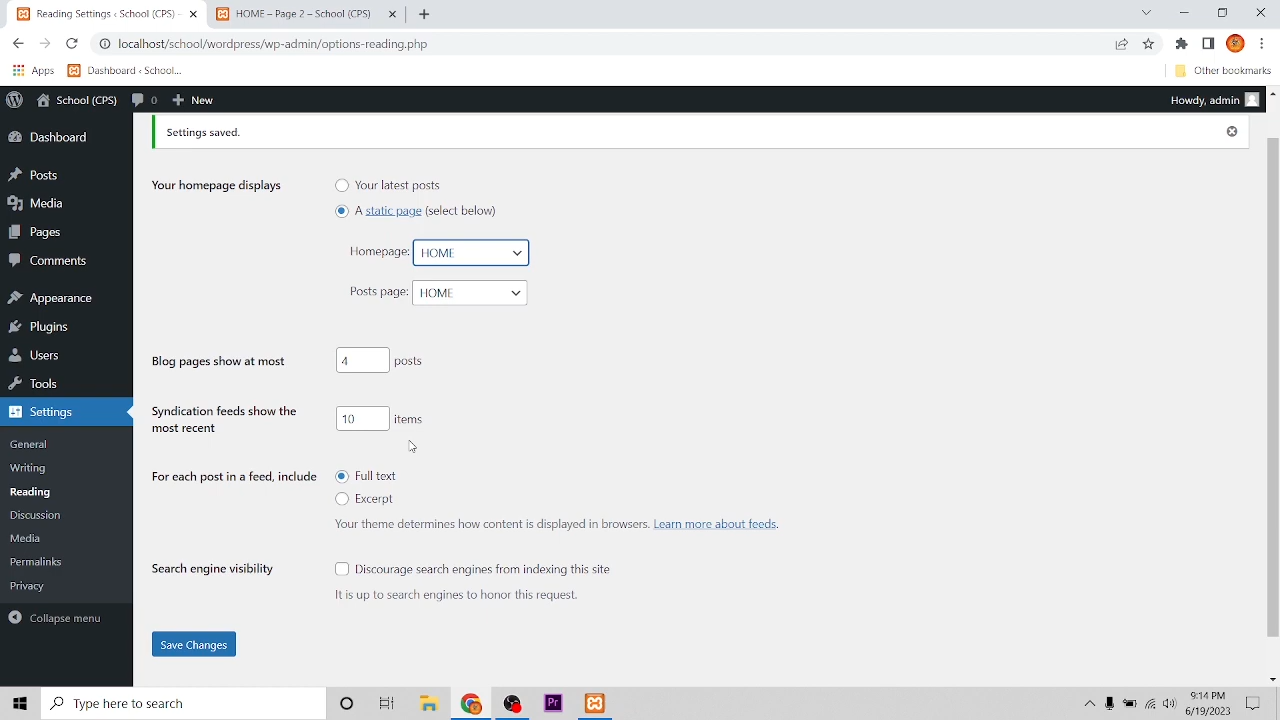 Reading Settings ‹ School (CPS) –
HOME – Page 2 – School (CPS)
localhost/school/wordpress/wp-admin/options-reading.php
Apps
Dashboard ‹ School...
Other bookmarks
School (CPS)
0
New
Howdy, admin
Dashboard
Posts
Media
Pages
Comments
Appearance
Plugins
Users
Tools
Settings
General
Writing
Reading
Discussion
Media
Permalinks
Privacy
Collapse menu
Settings saved.
Your homepage displays
Your latest posts
A static page (select below)
Homepage: HOME
Posts page: HOME
Blog pages show at most
4 posts
Syndication feeds show the
most recent
10 items
For each post in a feed, include
Full text
Excerpt
Your theme determines how content is displayed in browsers. Learn more about feeds.
Search engine visibility
Discourage search engines from indexing this site
It is up to search engines to honor this request.
Save Changes
Type here to search
Pr
9:14 PM
6/19/2023